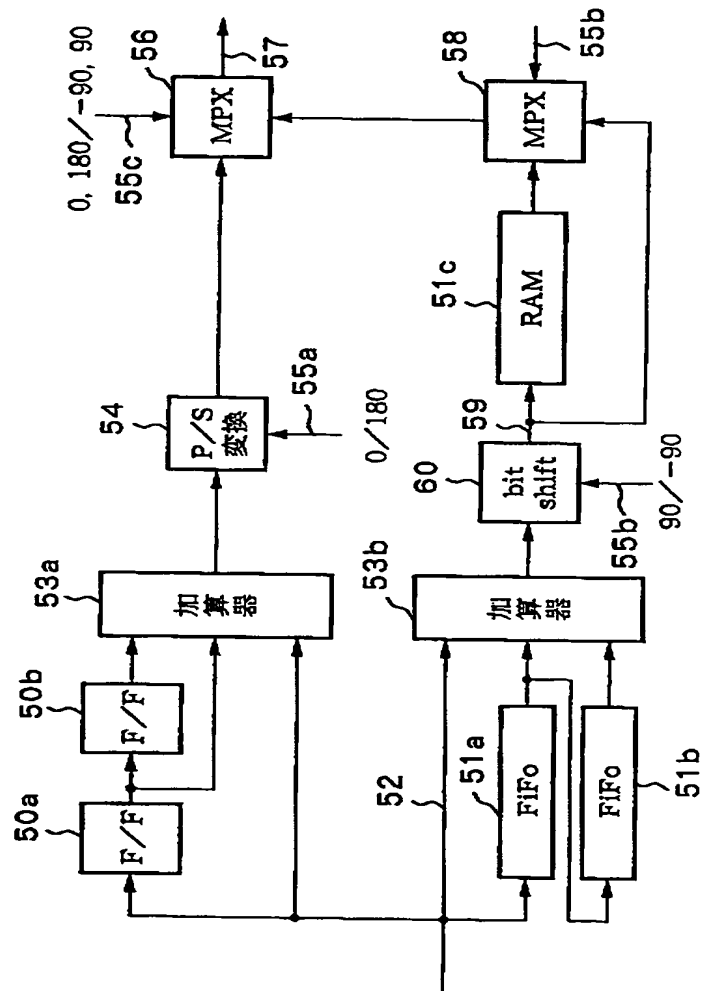 50a
F/F
50b
F/F
53a
加算器
54
P/S
変換
55a
0/180
0, 180/-90, 90
55c
56
MPX
57
52
51a
FiFo
51b
FiFo
53b
加算器
60
bit
shift
55b
90/-90
59
51c
RAM
58
MPX
55b